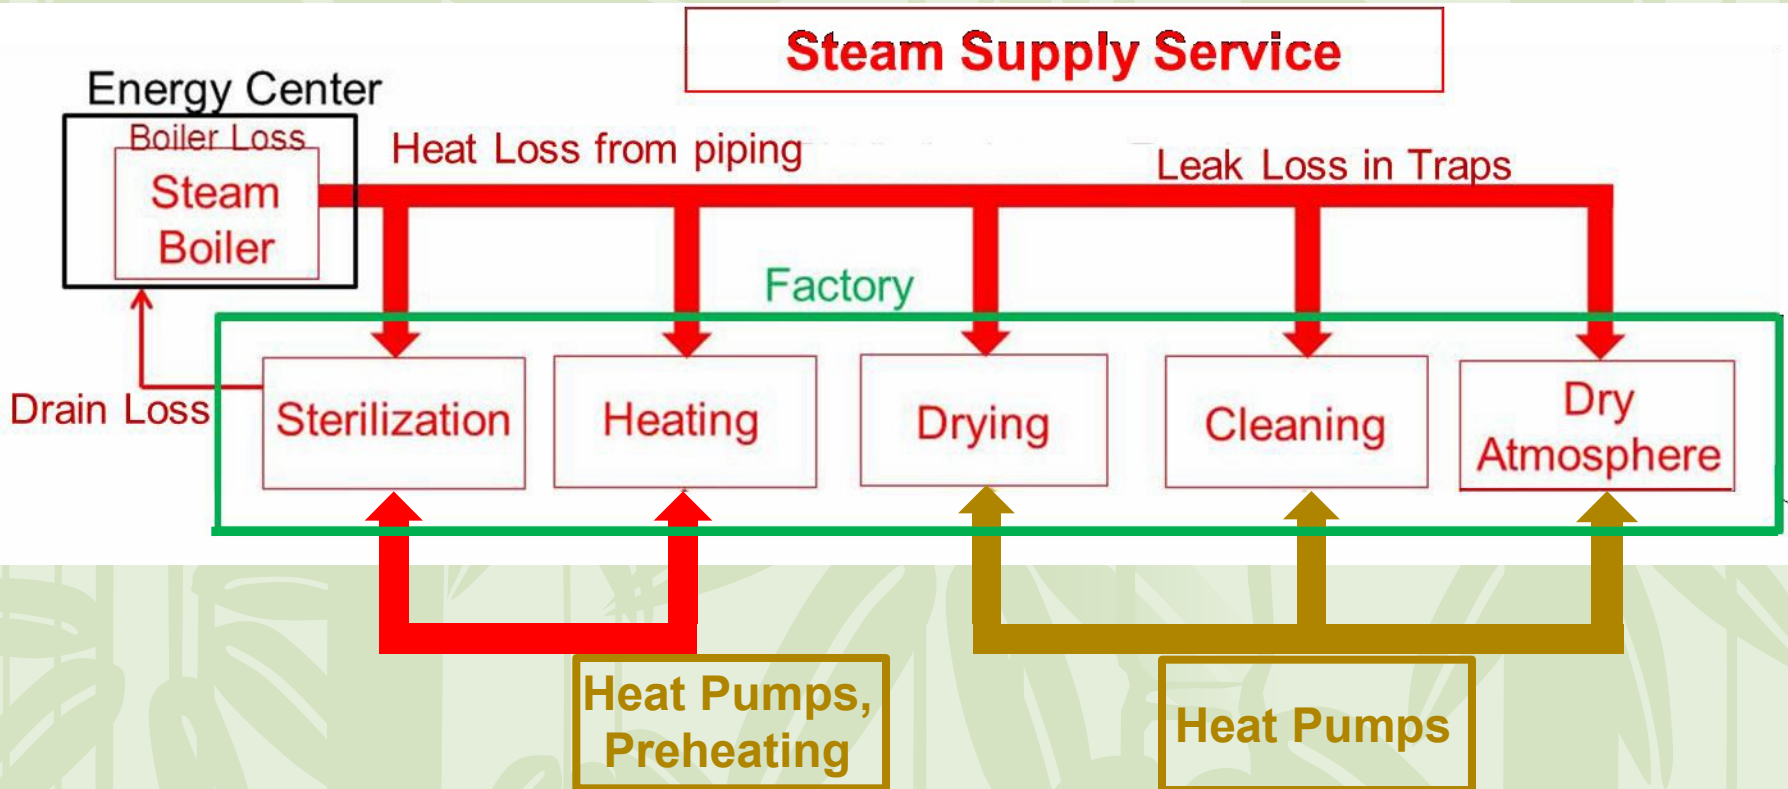 Steam Supply Service
Energy Center
Boiler Loss
Steam
Boiler
Heat Loss from piping
Leak Loss in Traps
Factory
Drain Loss
Sterilization
Heating
Drying
Cleaning
Dry
Atmosphere
Heat Pumps,
Preheating
Heat Pumps